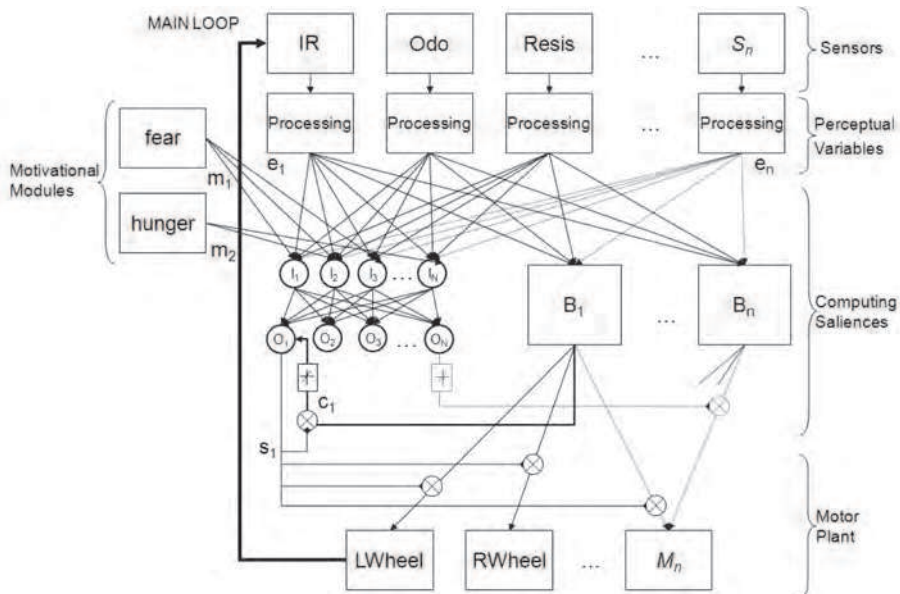 MAIN LOOP
IR
Odo
Resis
...
Sn
Sensors
Processing
Processing
Processing
...
Processing
Perceptual
Variables
fear
Motivational
Modules
m1
e1
en
hunger
m2
I1
I2
I3
...
IN
B1
...
Bn
Computing
Saliences
O1
O2
O3
...
ON
c1
s1
Motor
Plant
LWheel
RWheel
...
Mn